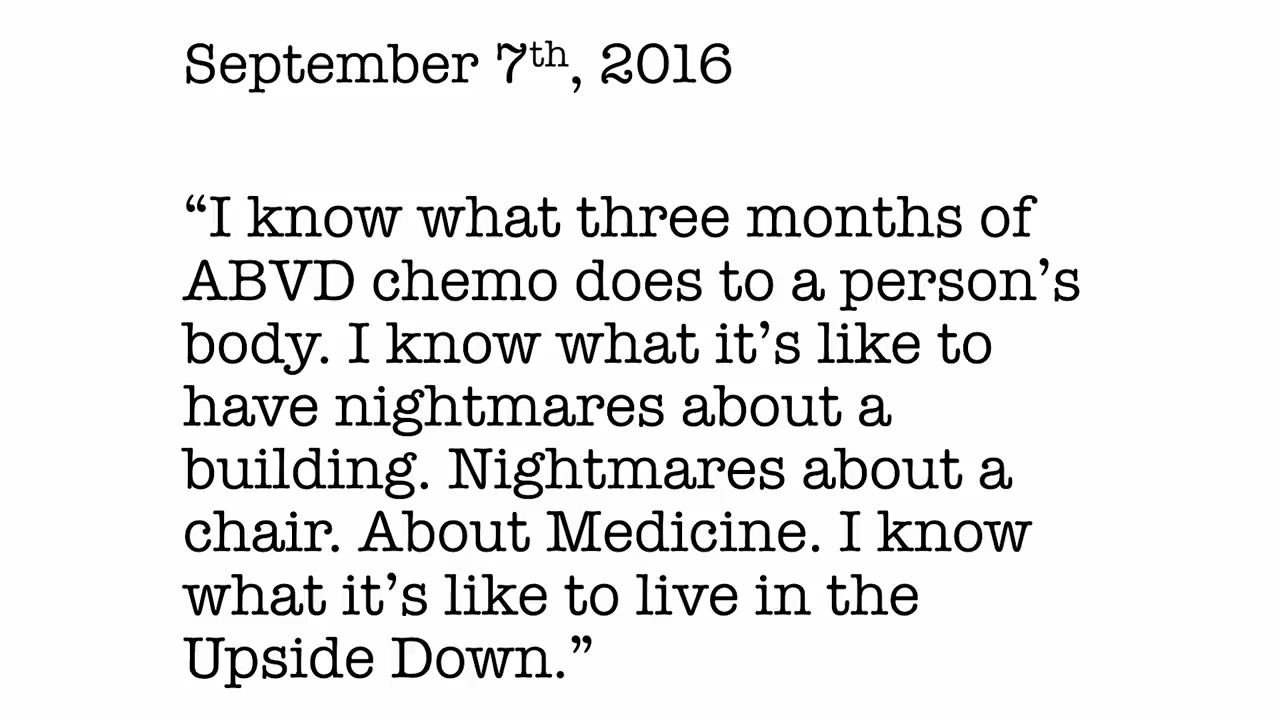 September 7th, 2016
“I know what three months of
ABVD chemo does to a person’s
body. I know what it’s like to
have nightmares about a
building. Nightmares about a
chair. About Medicine. I know
what it’s like to live in the
Upside Down.”